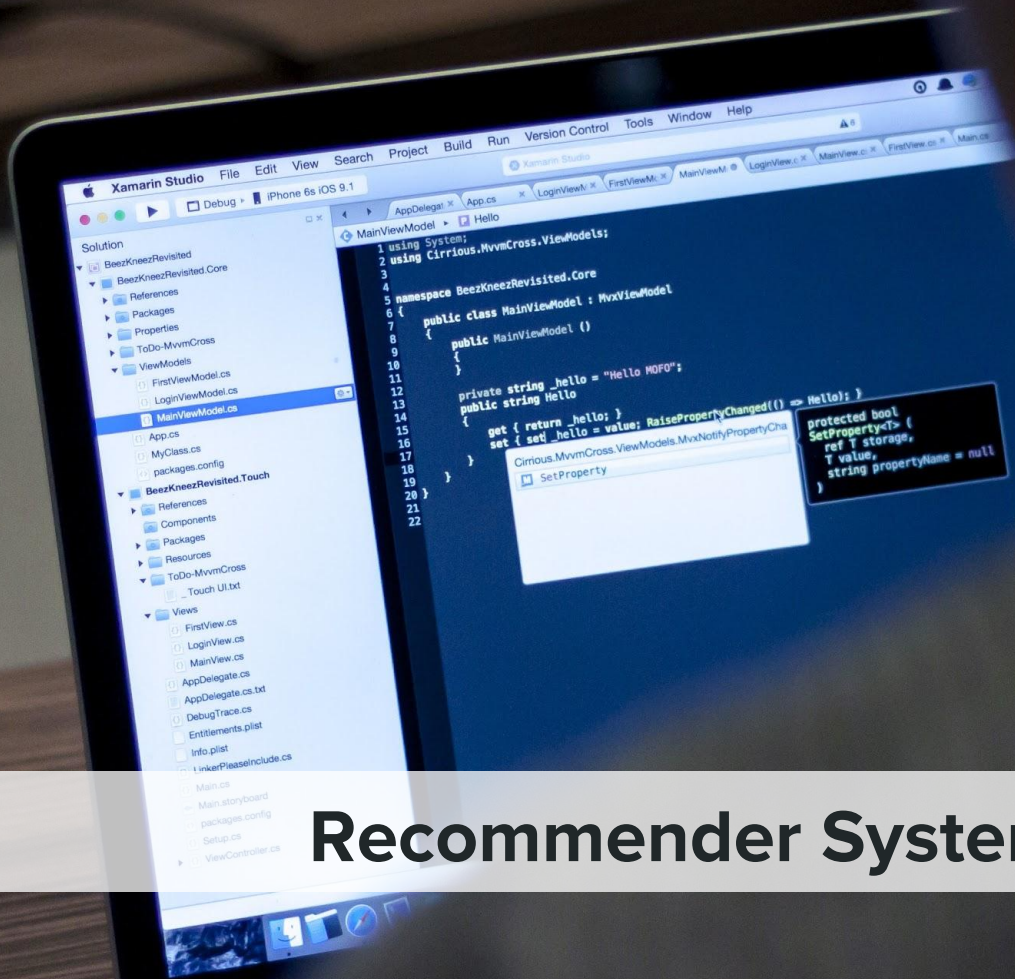 Xamarin Studio File Edit View Search Project Build Run Version Control Tools Window Help
Debug iPhone 6s iOS 9.1
Xamarin Studio
6
AppDelegat App.cs LoginViewM FirstViewMo MainViewM LoginView.c MainView.c FirstView.cs Main.cs
MainViewModel Hello
Solution
BeezKneezRevisited
BeezKneezRevisited.Core
References
Packages
Properties
ToDo-MvvmCross
ViewModels
FirstViewModel.cs
LoginViewModel.cs
MainViewModel.cs
App.cs
MyClass.cs
packages.config
BeezKneezRevisited.Touch
References
Components
Packages
Resources
ToDo-MvvmCross
_ Touch UI.txt
Views
FirstView.cs
LoginView.cs
MainView.cs
AppDelegate.cs
AppDelegate.cs.txt
DebugTrace.cs
Entitlements.plist
Info.plist
LinkerPleaseInclude.cs
Main.cs
Main.storyboard
packages.config
Setup.cs
ViewController.cs
1 using System;
2 using Cirrious.MvvmCross.ViewModels;
3
4
5 namespace BeezKneezRevisited.Core
6 {
7 public class MainViewModel : MvxViewModel
8 {
9 public MainViewModel ()
10 {
11 }
12
13 private string _hello = "Hello MOFO";
14 public string Hello
15 {
16 get { return _hello; }
17 set { set _hello = value; RaisePropertyChanged(() => Hello); }
18 }
19 }
20 }
21
22
Cirrious.MvvmCross.ViewModels.MvxNotifyPropertyCha
SetProperty
protected bool
SetProperty<T> (
ref T storage,
T value,
string propertyName = null
)
Recommender System